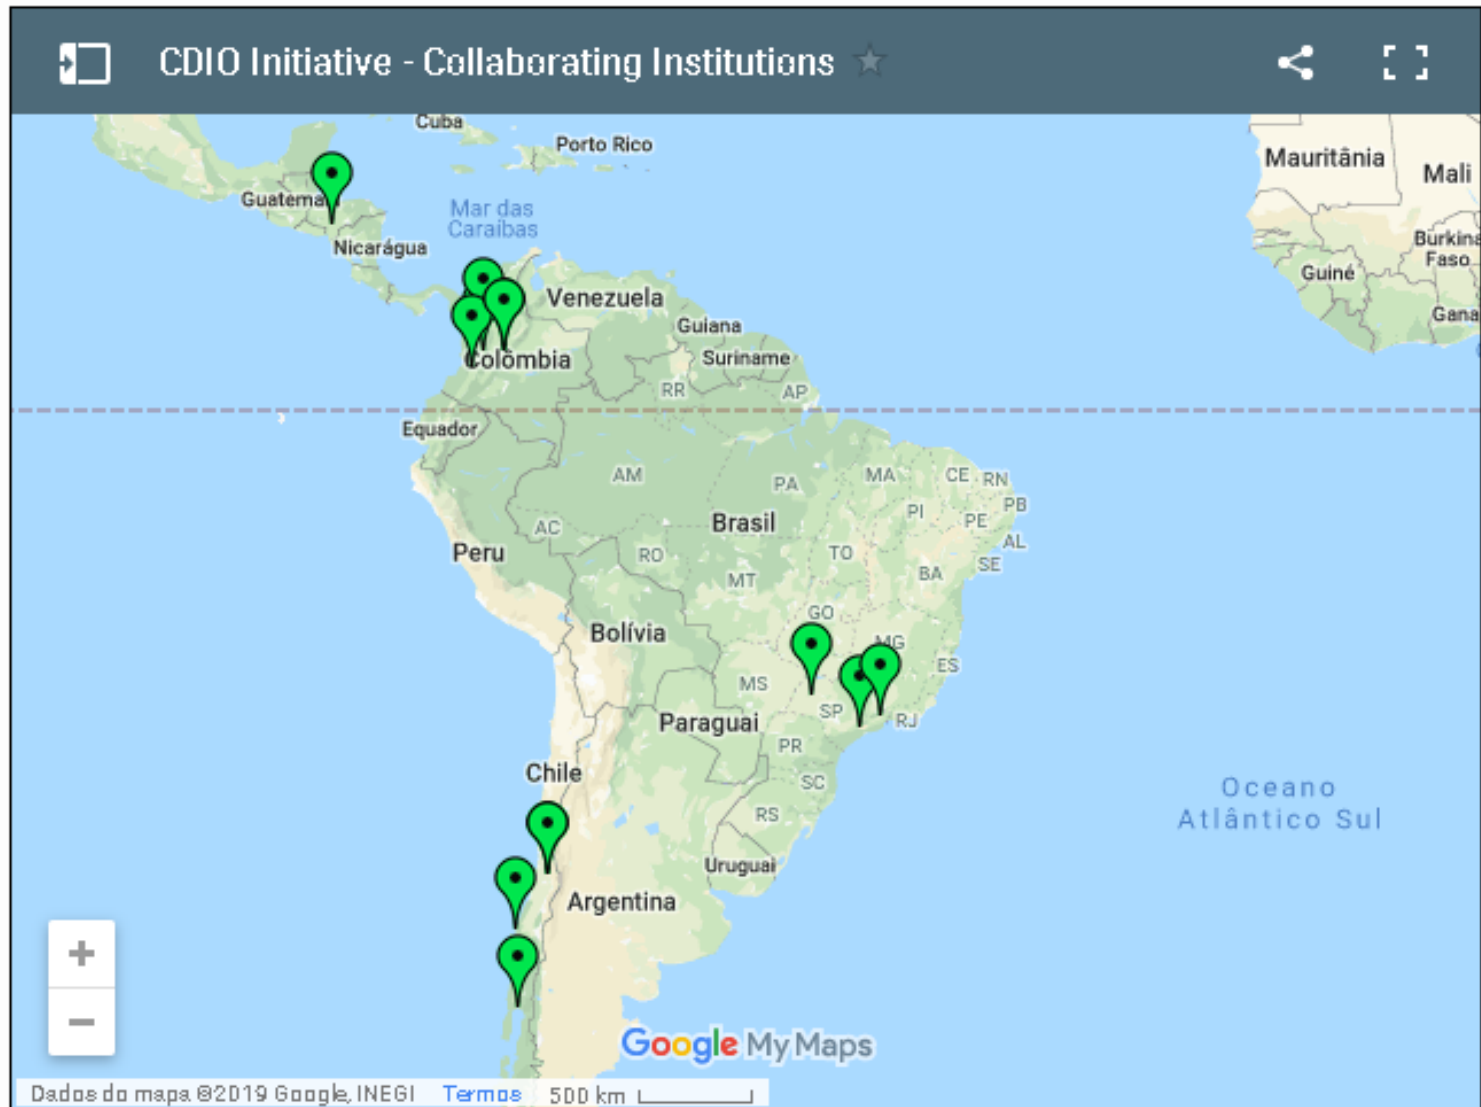 CDIO Initiative - Collaborating Institutions
Cuba
Porto Rico
Mauritânia
Mali
Guatema
Mar das
Caraíbas
Nicarágua
Burkina
Faso
Guiné
Venezuela
Gana
Guiana
Colômbia
Suriname
RR
AP
Equador
AM
PA
MA
CE
RN
PI
PB
PE
Brasil
AC
AL
Peru
RO
TO
SE
MT
BA
GO
Bolívia
MG
ES
MS
SP
RJ
Paraguai
PR
Chile
SC
Oceano
Atlântico Sul
RS
Uruguai
Argentina
+
−
Google My Maps
Dados do mapa ©2019 Google, INEGI Termos 500 km